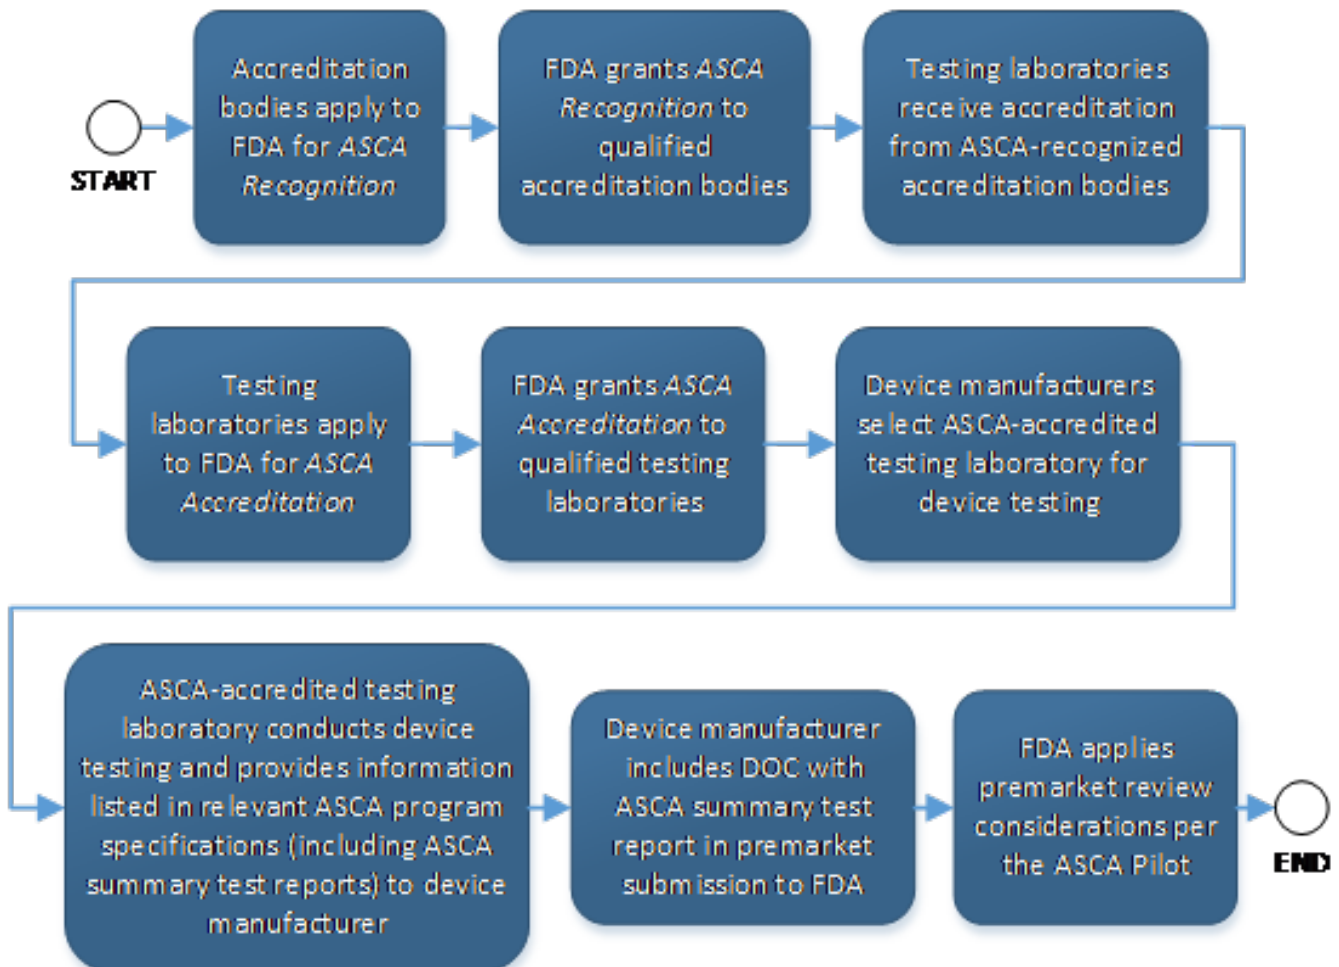 START
Accreditation
bodies apply to
FDA for ASCA
Recognition
FDA grants ASCA
Recognition to
qualified
accreditation bodies
Testing laboratories
receive accreditation
from ASCA-recognized
accreditation bodies
Testing
laboratories apply
to FDA for ASCA
Accreditation
FDA grants ASCA
Accreditation to
qualified testing
laboratories
Device manufacturers
select ASCA-accredited
testing laboratory for
device testing
ASCA-accredited testing
laboratory conducts device
testing and provides information
listed in relevant ASCA program
specifications (including ASCA
summary test reports) to device
manufacturer
Device manufacturer
includes DOC with
ASCA summary test
report in premarket
submission to FDA
FDA applies
premarket review
considerations per
the ASCA Pilot
END